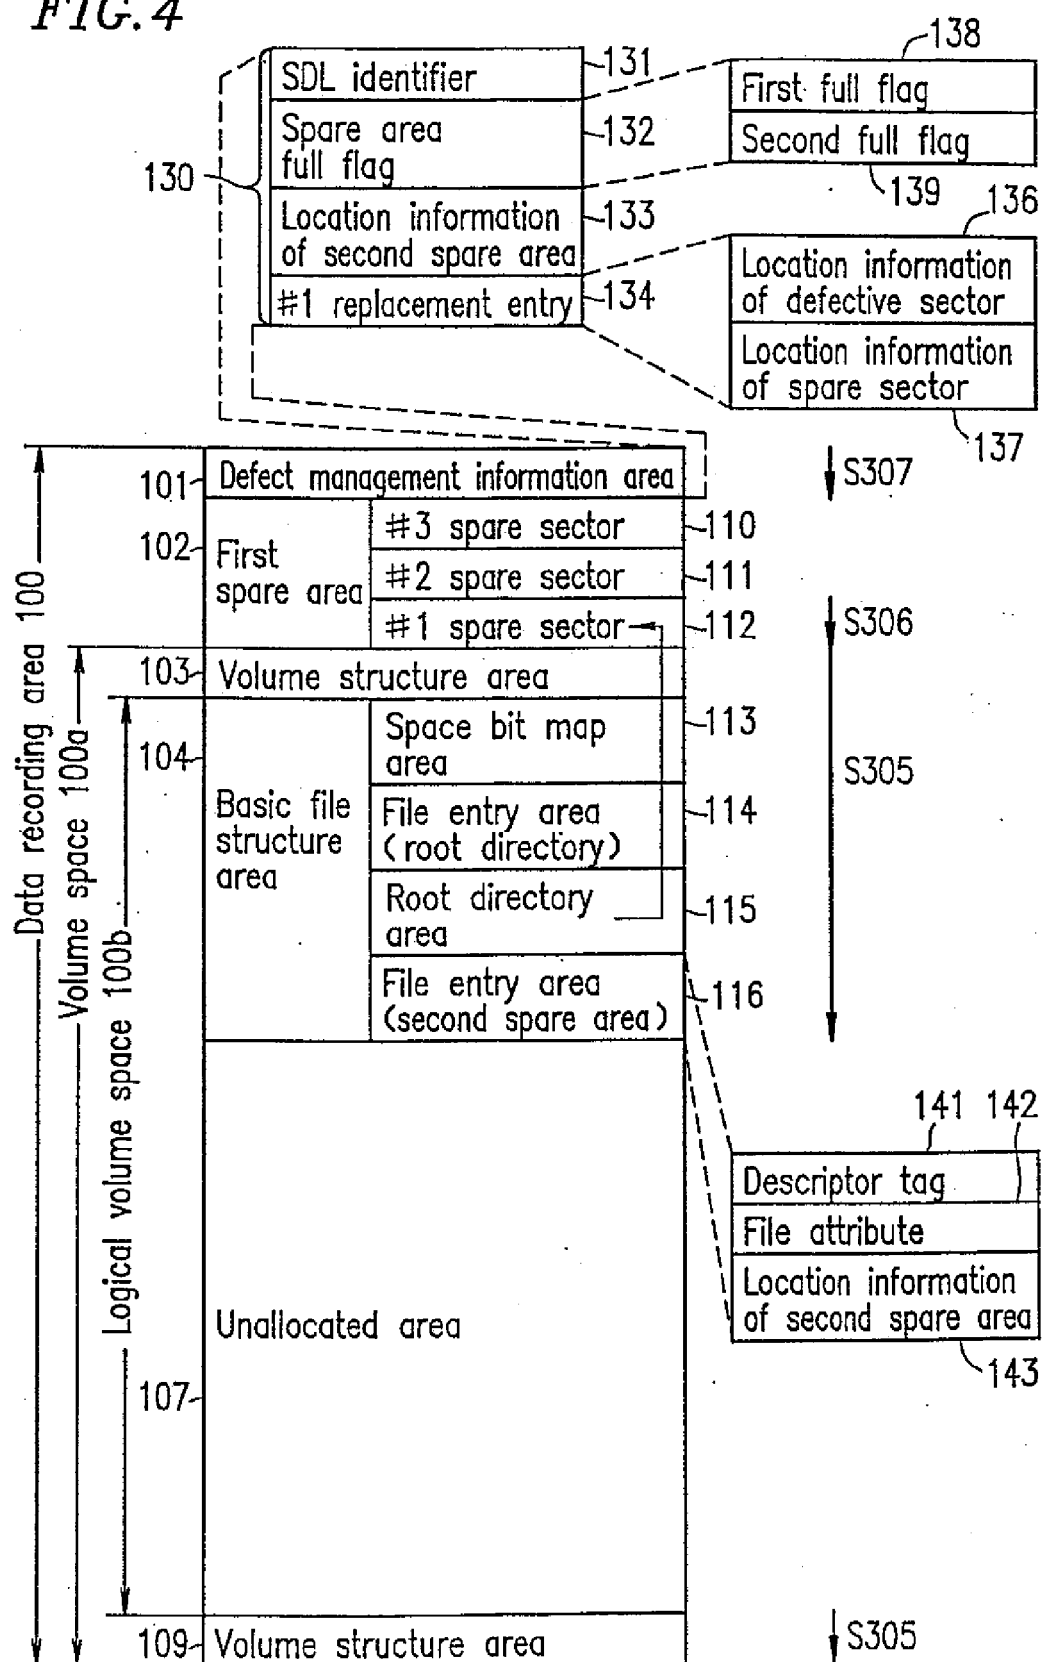 FIG. 4
138
SDL identifier
131
First full flag
Spare area
full flag
132
Second full flag
130
139
Location information
of second spare area
133
136
Location information
of defective sector
#1 replacement entry
134
Location information
of spare sector
137
101
Defect management information area
S307
102
First
spare area
#3 spare sector
110
#2 spare sector
111
#1 spare sector
112
S306
103
Volume structure area
104
Basic file
structure
area
Space bit map
area
113
S305
File entry area
(root directory)
114
Root directory
area
115
File entry area
(second spare area)
116
Data recording area 100
Volume space 100a
Logical volume space 100b
141 142
Descriptor tag
File attribute
Location information
of second spare area
143
Unallocated area
107
109
Volume structure area
S305